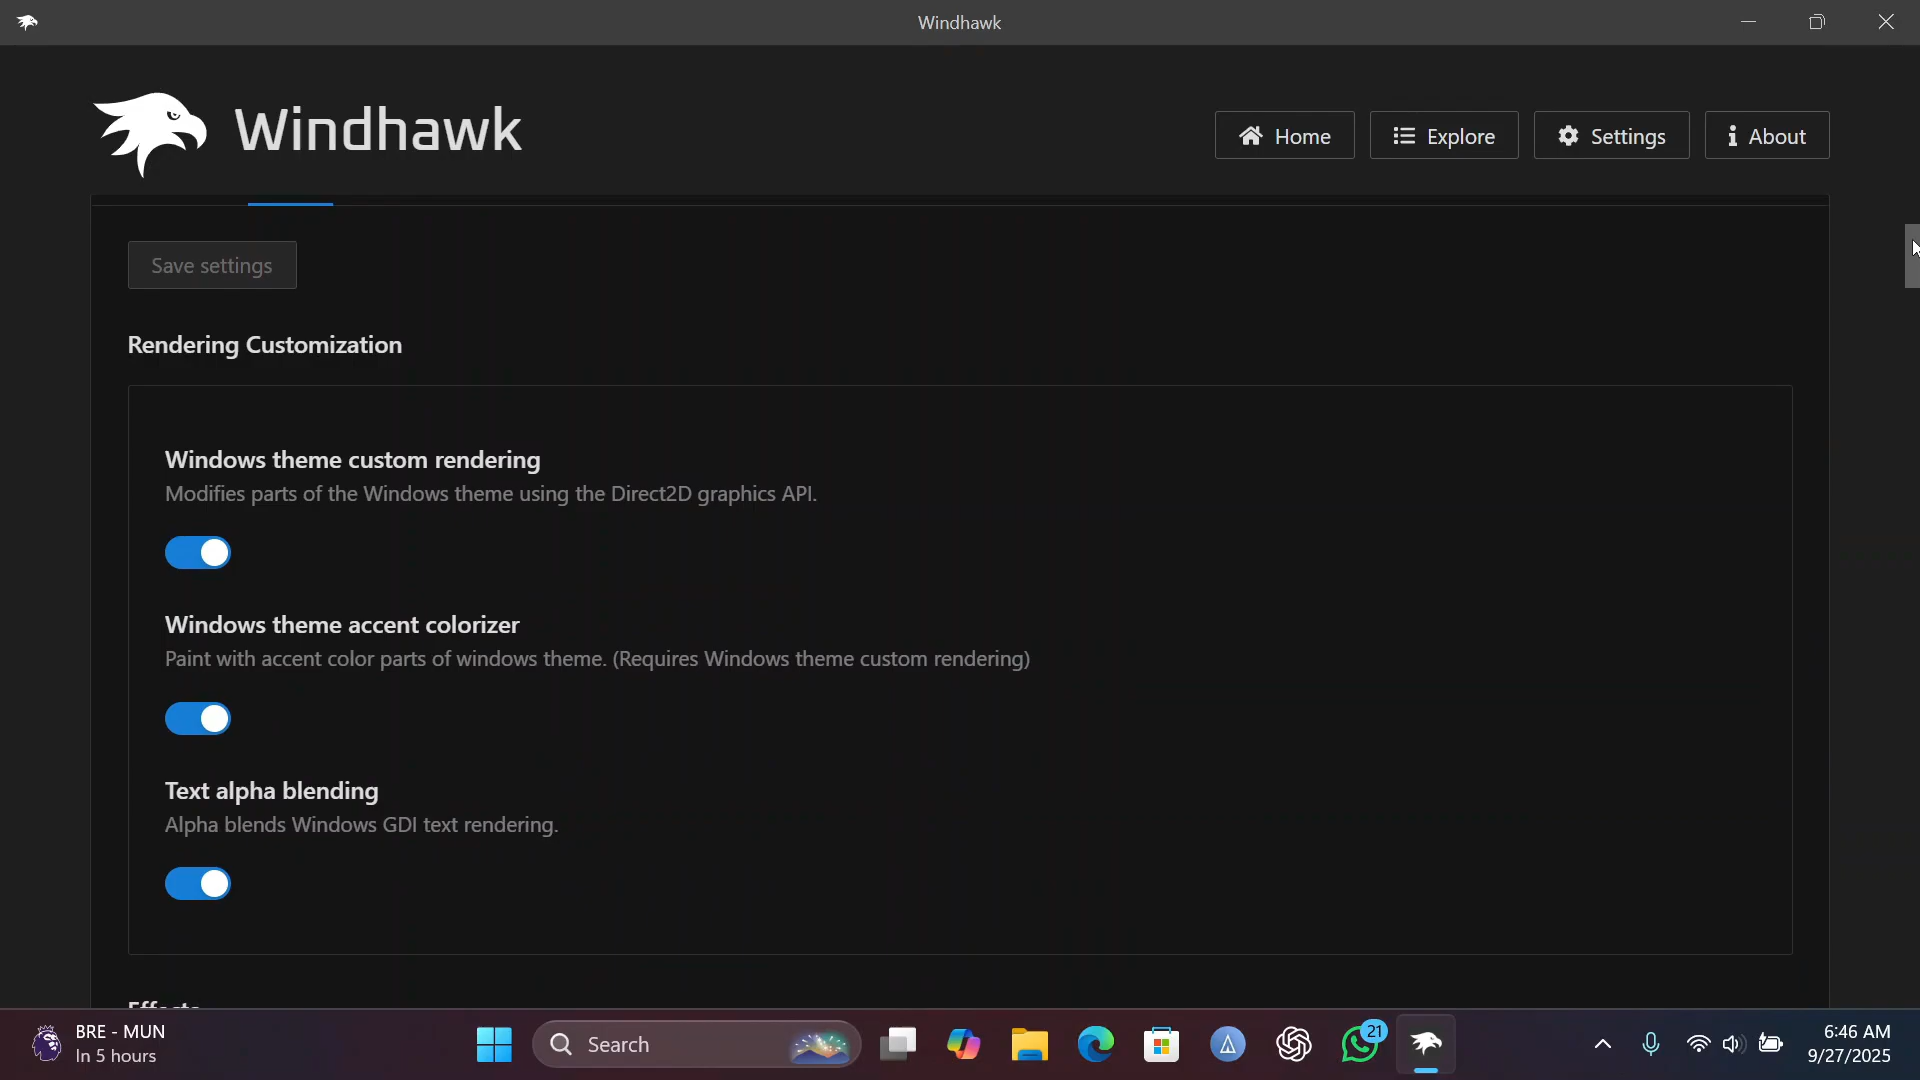 Windhawk
Windhawk
Home
Explore
Settings
About
Save settings
Rendering Customization
Windows theme custom rendering
Modifies parts of the Windows theme using the Direct2D graphics API.
Windows theme accent colorizer
Paint with accent color parts of windows theme. (Requires Windows theme custom rendering)
Text alpha blending
Alpha blends Windows GDI text rendering.
Effects
BRE - MUN
In 5 hours
Search
21
6:46 AM
9/27/2025